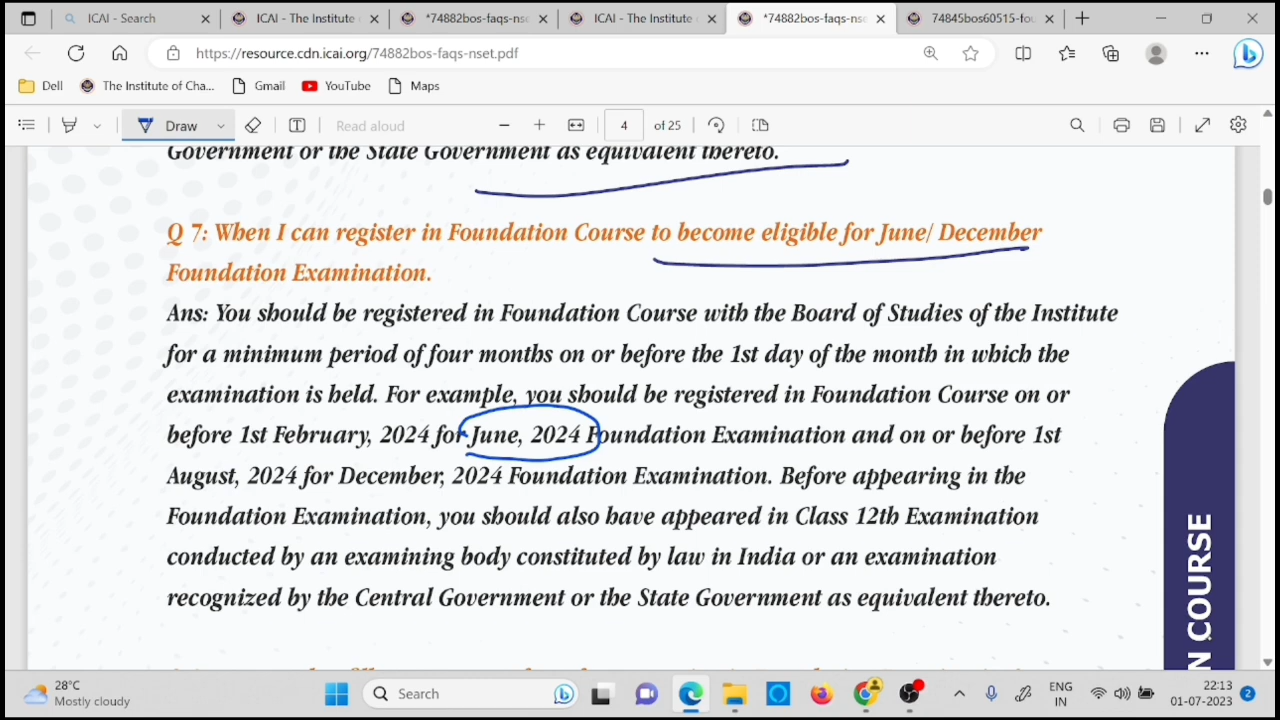 ICAI - Search
ICAI - The Institute
*74882bos-faqs-nse
ICAI - The Institute
*74882bos-faqs-nse
74845bos60515-fou
https://resource.cdn.icai.org/74882bos-faqs-nset.pdf
Dell
The Institute of Cha...
Gmail
YouTube
Maps
Draw
Read aloud
4 of 25
Government or the State Government as equivalent thereto.
Q 7: When I can register in Foundation Course to become eligible for June/ December
Foundation Examination.
Ans: You should be registered in Foundation Course with the Board of Studies of the Institute
for a minimum period of four months on or before the 1st day of the month in which the
examination is held. For example, you should be registered in Foundation Course on or
before 1st February, 2024 for June, 2024 Foundation Examination and on or before 1st
August, 2024 for December, 2024 Foundation Examination. Before appearing in the
Foundation Examination, you should also have appeared in Class 12th Examination
conducted by an examining body constituted by law in India or an examination
recognized by the Central Government or the State Government as equivalent thereto.
N COURSE
28°C
Mostly cloudy
Search
ENG
IN
22:13
01-07-2023
2